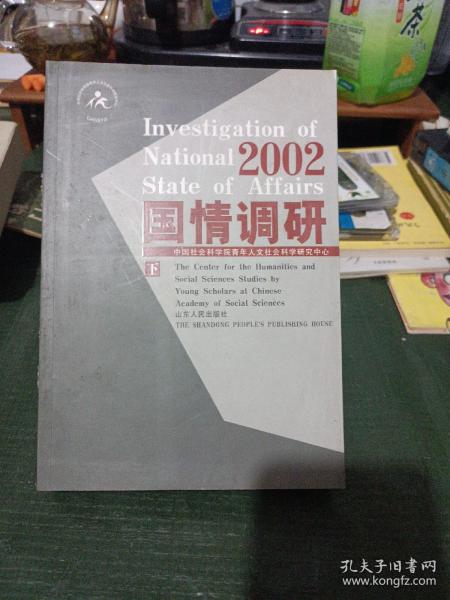 茶
Investigation of
National 2002
State of Affairs
国情调研
中国社会科学院青年人文社会科学研究中心
下
The Center for the Humanities and
Social Sciences Studies by
Young Scholars at Chinese
Academy of Social Sciences
山东人民出版社
THE SHANDONG PEOPLE'S PUBLISHING HOUSE
孔夫子旧书网
www.kongfz.com